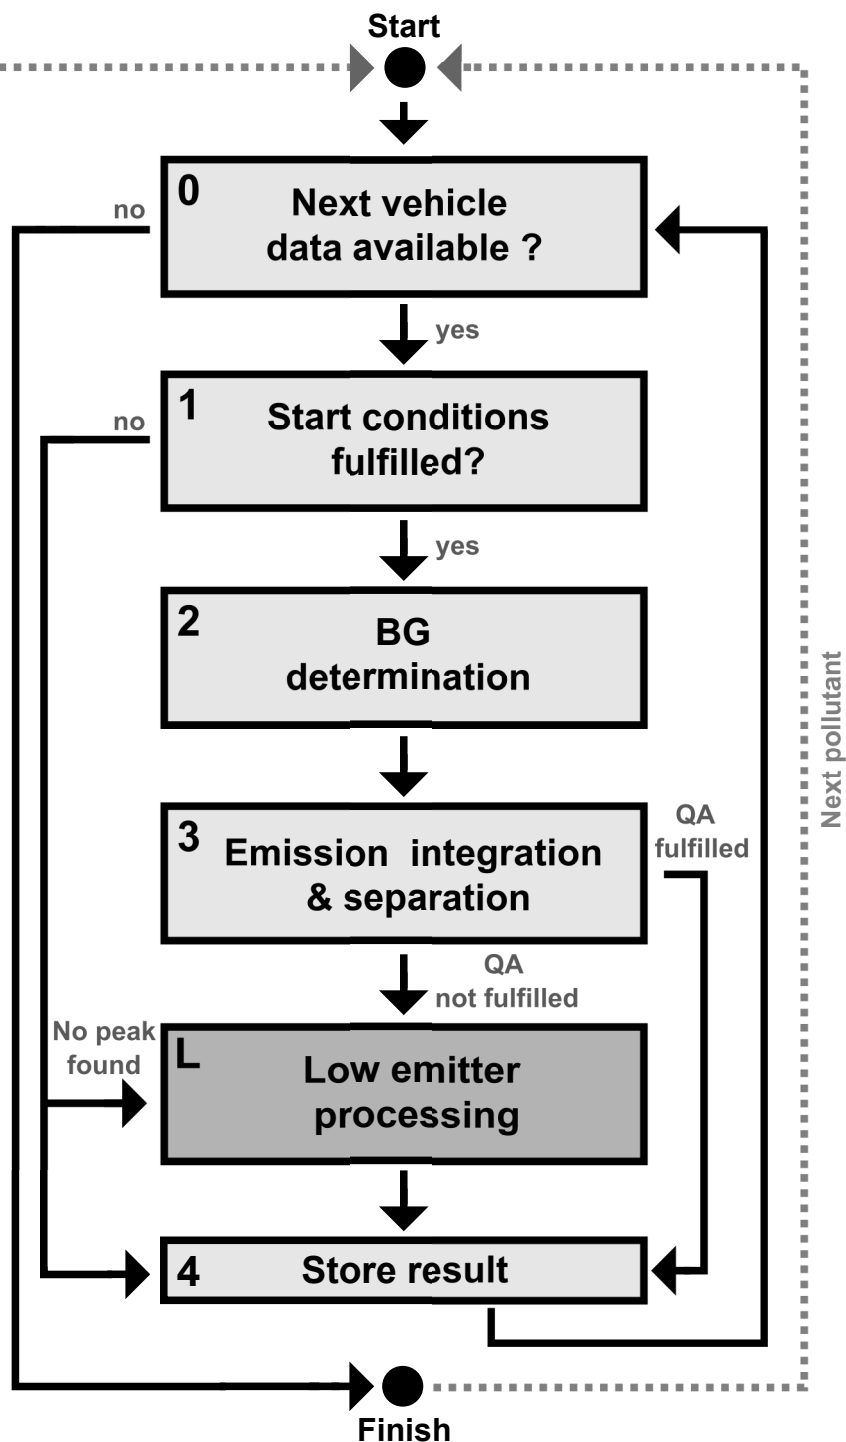 Start
0
Next vehicle
data available ?
no
yes
1
Start conditions
fulfilled?
no
yes
2
BG
determination
3
Emission integration
& separation
QA
fulfilled
QA
not fulfilled
No peak
found
L
Low emitter
processing
4
Store result
Finish
Next pollutant